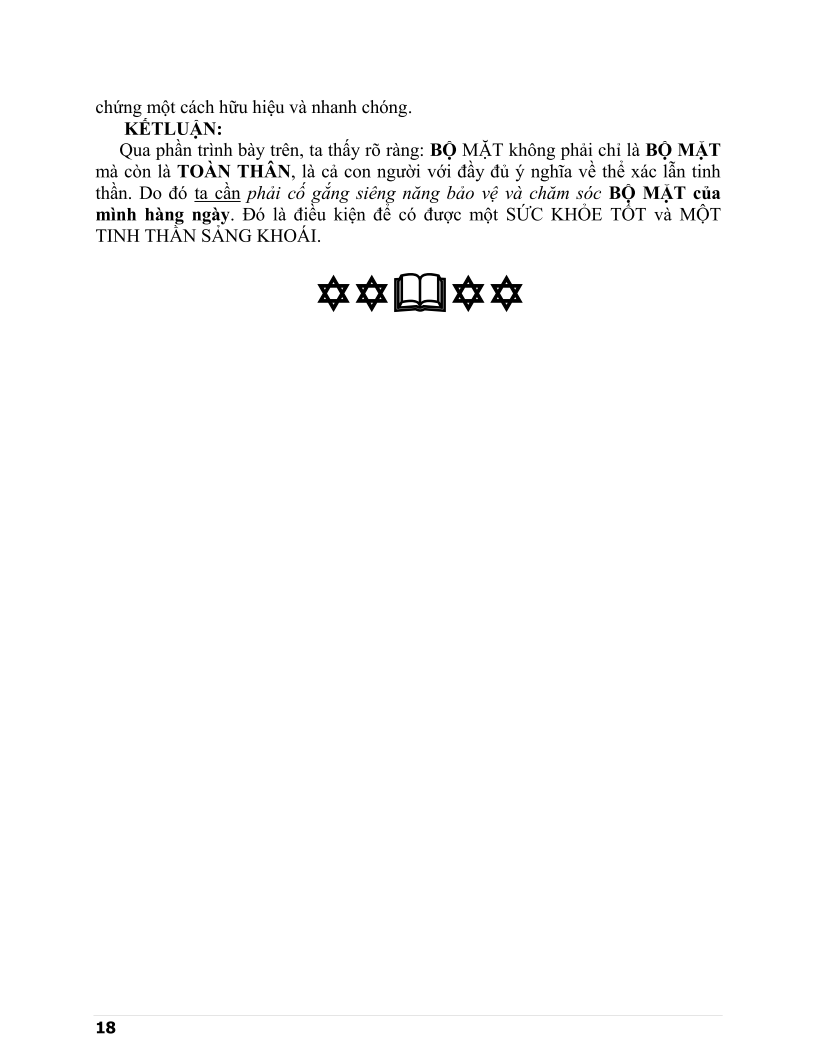 chứng một cách hữu hiệu và nhanh chóng.
KẾTLUẬN:
Qua phần trình bày trên, ta thấy rõ ràng: BỘ MẶT không phải chỉ là BỘ MẶT
mà còn là TOÀN THÂN, là cả con người với đầy đủ ý nghĩa về thể xác lẫn tinh
thần. Do đó ta cần phải cố gắng siêng năng bảo vệ và chăm sóc BỘ MẶT của
mình hàng ngày. Đó là điều kiện để có được một SỨC KHỎE TỐT và MỘT
TINH THẦN SẢNG KHOÁI.
18